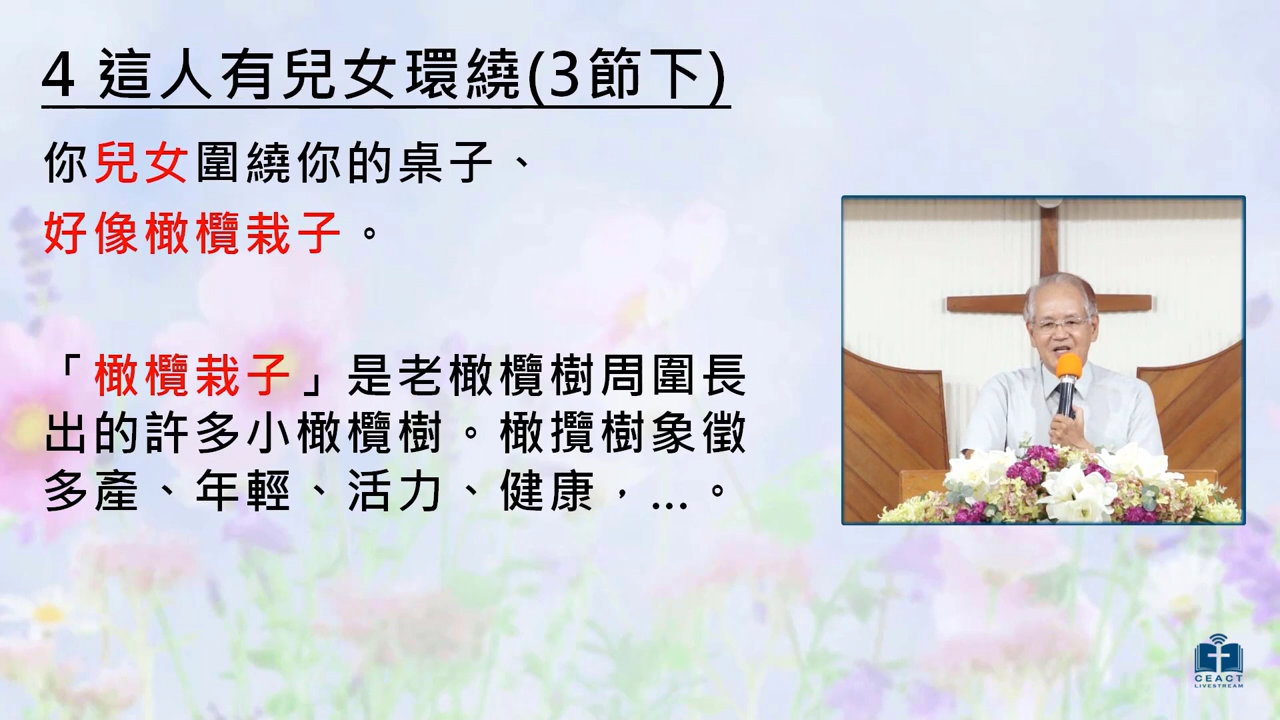 4 這人有兒女環繞(3節下)
你兒女圍繞你的桌子、
好像橄欖栽子。
「橄欖栽子」是老橄欖樹周圍長
出的許多小橄欖樹。橄攬樹象徵
多產、年輕、活力、健康，…。
CEACT
LIVESTREAM